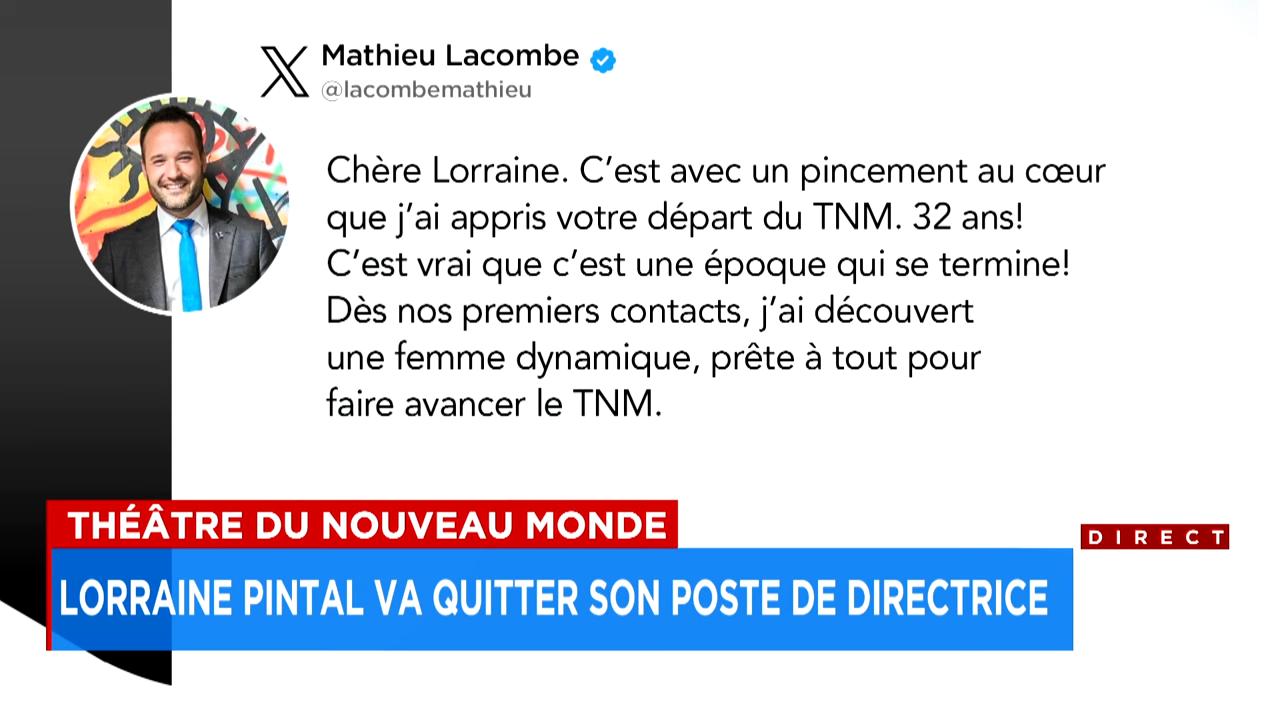 Mathieu Lacombe
@lacombemathieu
Chère Lorraine. C’est avec un pincement au cœur
que j’ai appris votre départ du TNM. 32 ans!
C’est vrai que c’est une époque qui se termine!
Dès nos premiers contacts, j’ai découvert
une femme dynamique, prête à tout pour
faire avancer le TNM.
THÉÂTRE DU NOUVEAU MONDE
DIRECT
LORRAINE PINTAL VA QUITTER SON POSTE DE DIRECTRICE